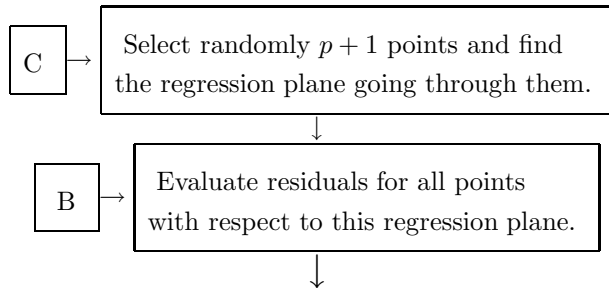 C
Select randomly p + 1 points and find
the regression plane going through them.
B
Evaluate residuals for all points
with respect to this regression plane.